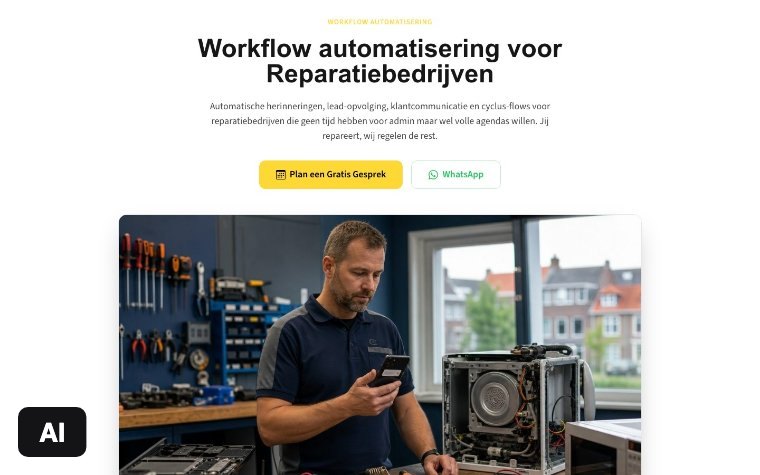 WORKFLOW AUTOMATISERING
Workflow automatisering voor
Reparatiebedrijven
Automatische herinneringen, lead-opvolging, klantcommunicatie en cyclus-flows voor
reparatiebedrijven die geen tijd hebben voor admin maar wel volle agendas willen. Jij
repareert, wij regelen de rest.
Plan een Gratis Gesprek
WhatsApp
AI